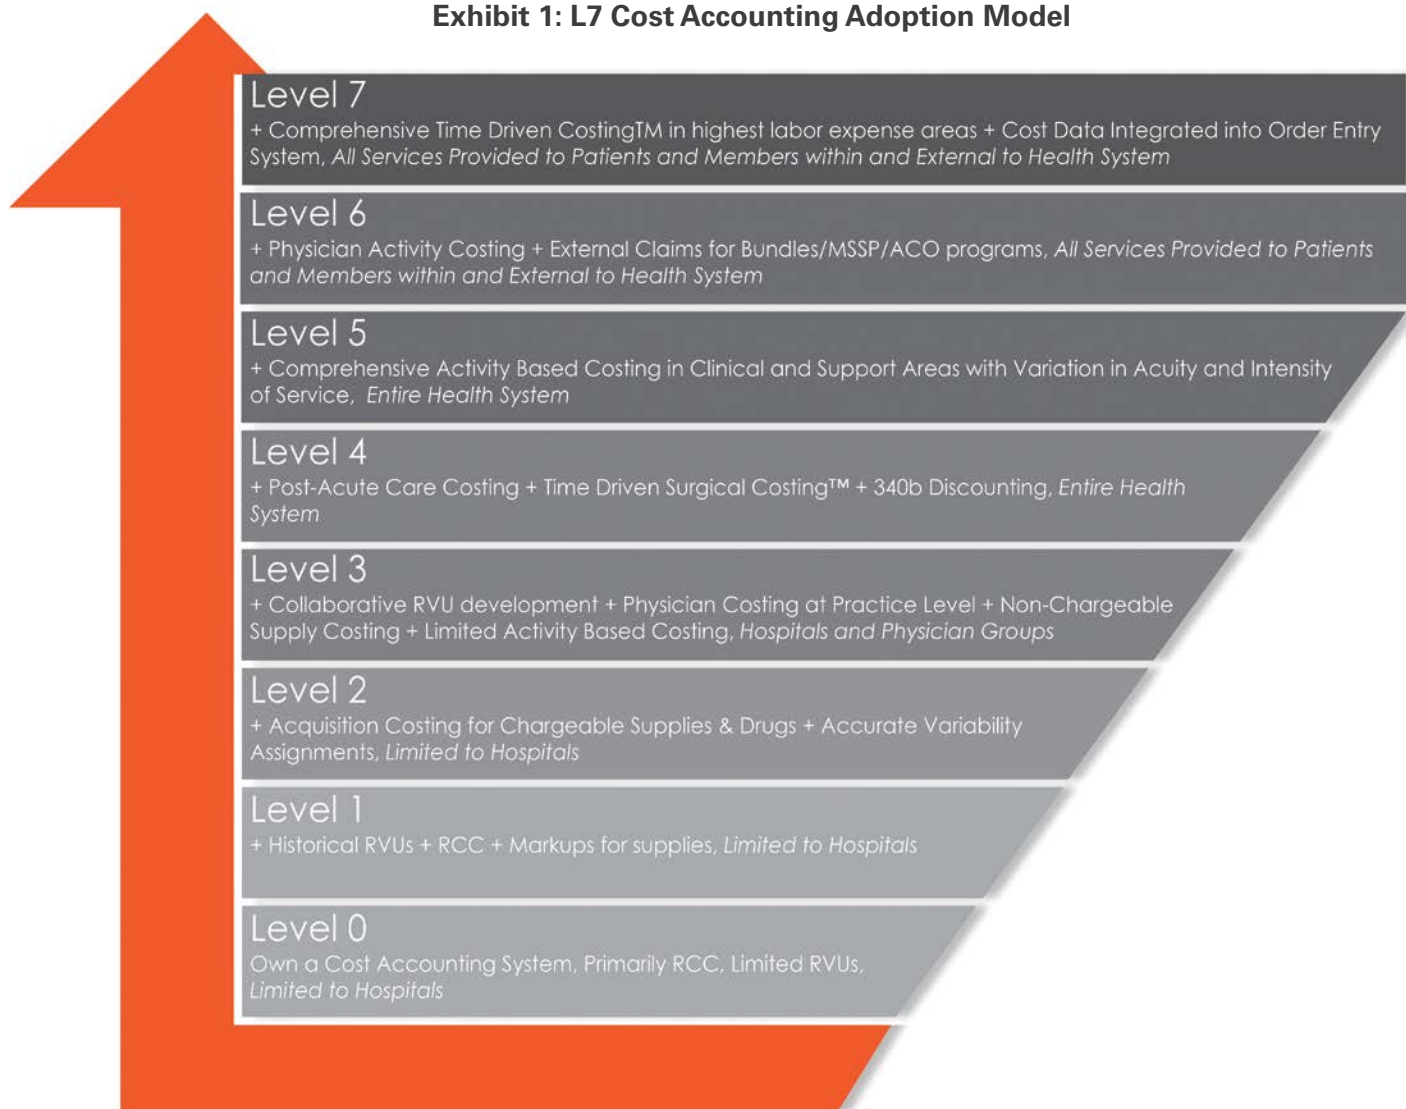 Exhibit 1: L7 Cost Accounting Adoption Model
Level 7
+ Comprehensive Time Driven CostingTM in highest labor expense areas + Cost Data Integrated into Order Entry
System, All Services Provided to Patients and Members within and External to Health System
Level 6
+ Physician Activity Costing + External Claims for Bundles/MSSP/ACO programs, All Services Provided to Patients
and Members within and External to Health System
Level 5
+ Comprehensive Activity Based Costing in Clinical and Support Areas with Variation in Acuity and Intensity
of Service, Entire Health System
Level 4
+ Post-Acute Care Costing + Time Driven Surgical Costing™ + 340b Discounting, Entire Health
System
Level 3
+ Collaborative RVU development + Physician Costing at Practice Level + Non-Chargeable
Supply Costing + Limited Activity Based Costing, Hospitals and Physician Groups
Level 2
+ Acquisition Costing for Chargeable Supplies & Drugs + Accurate Variability
Assignments, Limited to Hospitals
Level 1
+ Historical RVUs + RCC + Markups for supplies, Limited to Hospitals
Level 0
Own a Cost Accounting System, Primarily RCC, Limited RVUs,
Limited to Hospitals